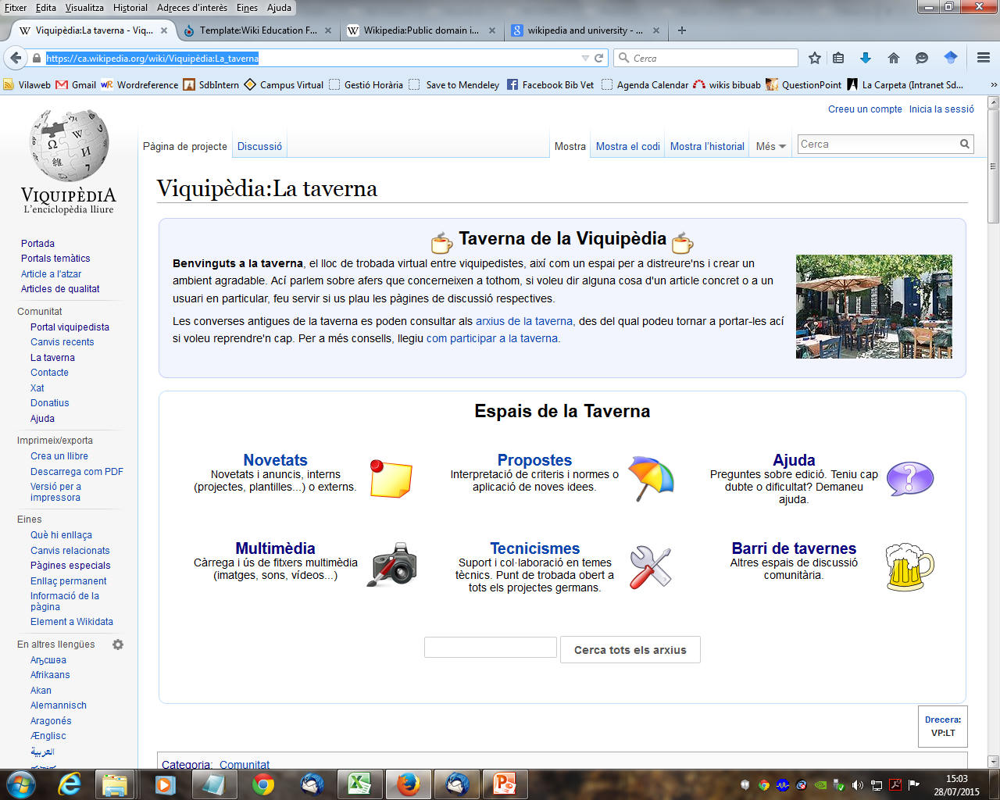 Fitxer Edita Visualitza Historial Adreces d'interès Eines Ajuda
Viquipèdia:La taverna - Viq...
Template:Wiki Education F...
Wikipedia:Public domain i...
wikipedia and university - ...
https://ca.wikipedia.org/wiki/Viquipèdia:La_taverna
Cerca
Vilaweb Gmail Wordreference SdbIntern Campus Virtual Gestió Horària Save to Mendeley Facebook Bib Vet Agenda Calendar wikis bibuab QuestionPoint La Carpeta (Intranet Sd...
Creeu un compte Inicia la sessió
Pàgina de projecte Discussió Mostra Mostra el codi Mostra l'historial Més Cerca
VIQUIPÈDIA
L'enciclopèdia lliure
Portada
Portals temàtics
Article a l'atzar
Articles de qualitat
Comunitat
Portal viquipedista
Canvis recents
La taverna
Contacte
Xat
Donatius
Ajuda
Imprimeix/exporta
Crea un llibre
Descarrega com PDF
Versió per a
impressora
Eines
Què hi enllaça
Canvis relacionats
Pàgines especials
Enllaç permanent
Informació de la
pàgina
Element a Wikidata
En altres llengües
Аҧсшәа
Afrikaans
Akan
Alemannisch
Aragonés
Ænglisc
العربية
Viquipèdia:La taverna
Taverna de la Viquipèdia
Benvinguts a la taverna, el lloc de trobada virtual entre viquipedistes, així com un espai per a distreure'ns i crear un
ambient agradable. Ací parlem sobre afers que concerneixen a tothom, si voleu dir alguna cosa d'un article concret o a un
usuari en particular, feu servir si us plau les pàgines de discussió respectives.
Les converses antigues de la taverna es poden consultar als arxius de la taverna, des del qual podeu tornar a portar-les ací
si voleu reprendre'n cap. Per a més consells, llegiu com participar a la taverna.
Espais de la Taverna
Novetats
Novetats i anuncis, interns
(projectes, plantilles...) o externs.
Propostes
Interpretació de criteris i normes o
aplicació de noves idees.
Ajuda
Preguntes sobre edició. Teniu cap
dubte o dificultat? Demaneu
ajuda.
Multimèdia
Càrrega i ús de fitxers multimèdia
(imatges, sons, vídeos...)
Tecnicismes
Suport i col·laboració en temes
tècnics. Punt de trobada obert a
tots els projectes germans.
Barri de tavernes
Altres espais de discussió
comunitària.
Cerca tots els arxius
Drecera:
VP:LT
Categoria: Comunitat
15:03
28/07/2015